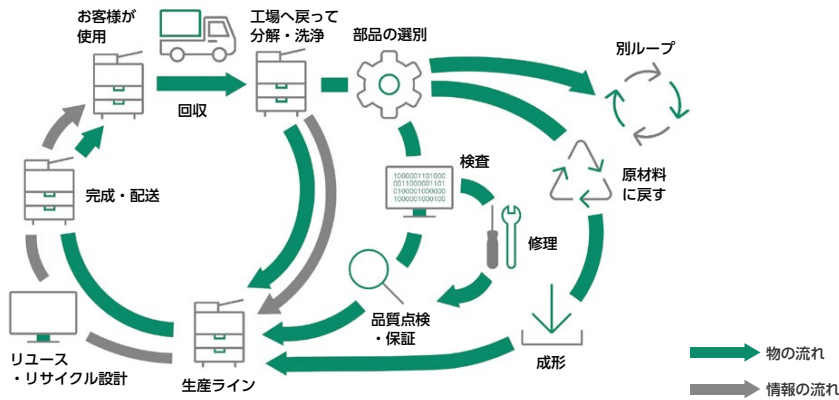 お客様が
使用
工場へ戻って
分解・洗浄
部品の選別
別ループ
回収
検査
原材料
に戻す
完成・配送
修理
1000001101000
0011000001101
0100001000000
1000001000100
品質点検
・保証
リユース
・リサイクル設計
生産ライン
成形
物の流れ
情報の流れ